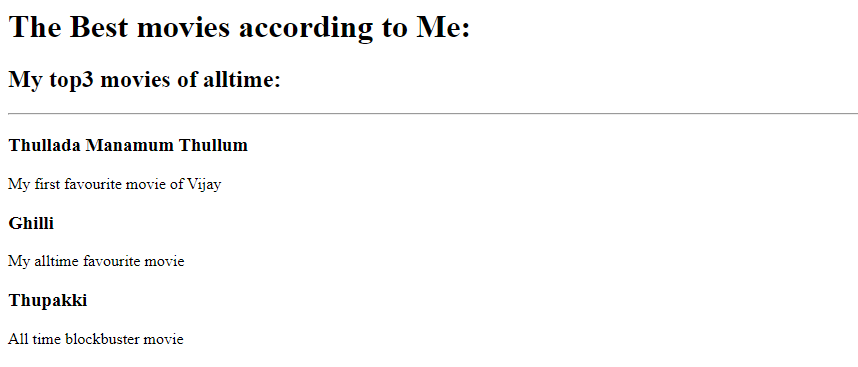 The Best movies according to Me:
My top3 movies of alltime:
Thullada Manamum Thullum
My first favourite movie of Vijay
Ghilli
My alltime favourite movie
Thupakki
All time blockbuster movie